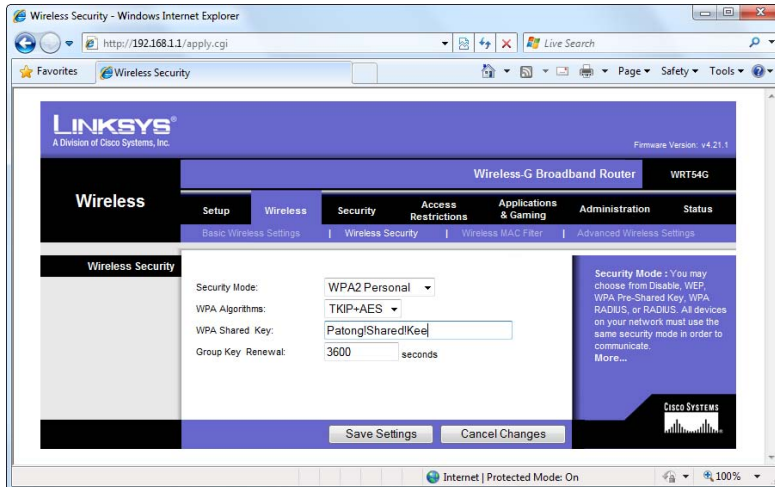 Wireless Security - Windows Internet Explorer
http://192.168.1.1/apply.cgi
Live Search
Favorites Wireless Security Page Safety Tools
LINKSYS®
A Division of Cisco Systems, Inc.
Firmware Version: v4.21.1
Wireless-G Broadband Router WRT54G
Wireless
Setup Wireless Security Access Restrictions Applications & Gaming Administration Status
Basic Wireless Settings | Wireless Security | Wireless MAC Filter | Advanced Wireless Settings
Wireless Security
Security Mode: WPA2 Personal
WPA Algorithms: TKIP+AES
WPA Shared Key: Patong!Shared!Kee
Group Key Renewal: 3600 seconds
Security Mode : You may
choose from Disable, WEP,
WPA Pre-Shared Key, WPA
RADIUS, or RADIUS. All devices
on your network must use the
same security mode in order to
communicate.
More...
CISCO SYSTEMS
Save Settings Cancel Changes
Internet | Protected Mode: On 100%